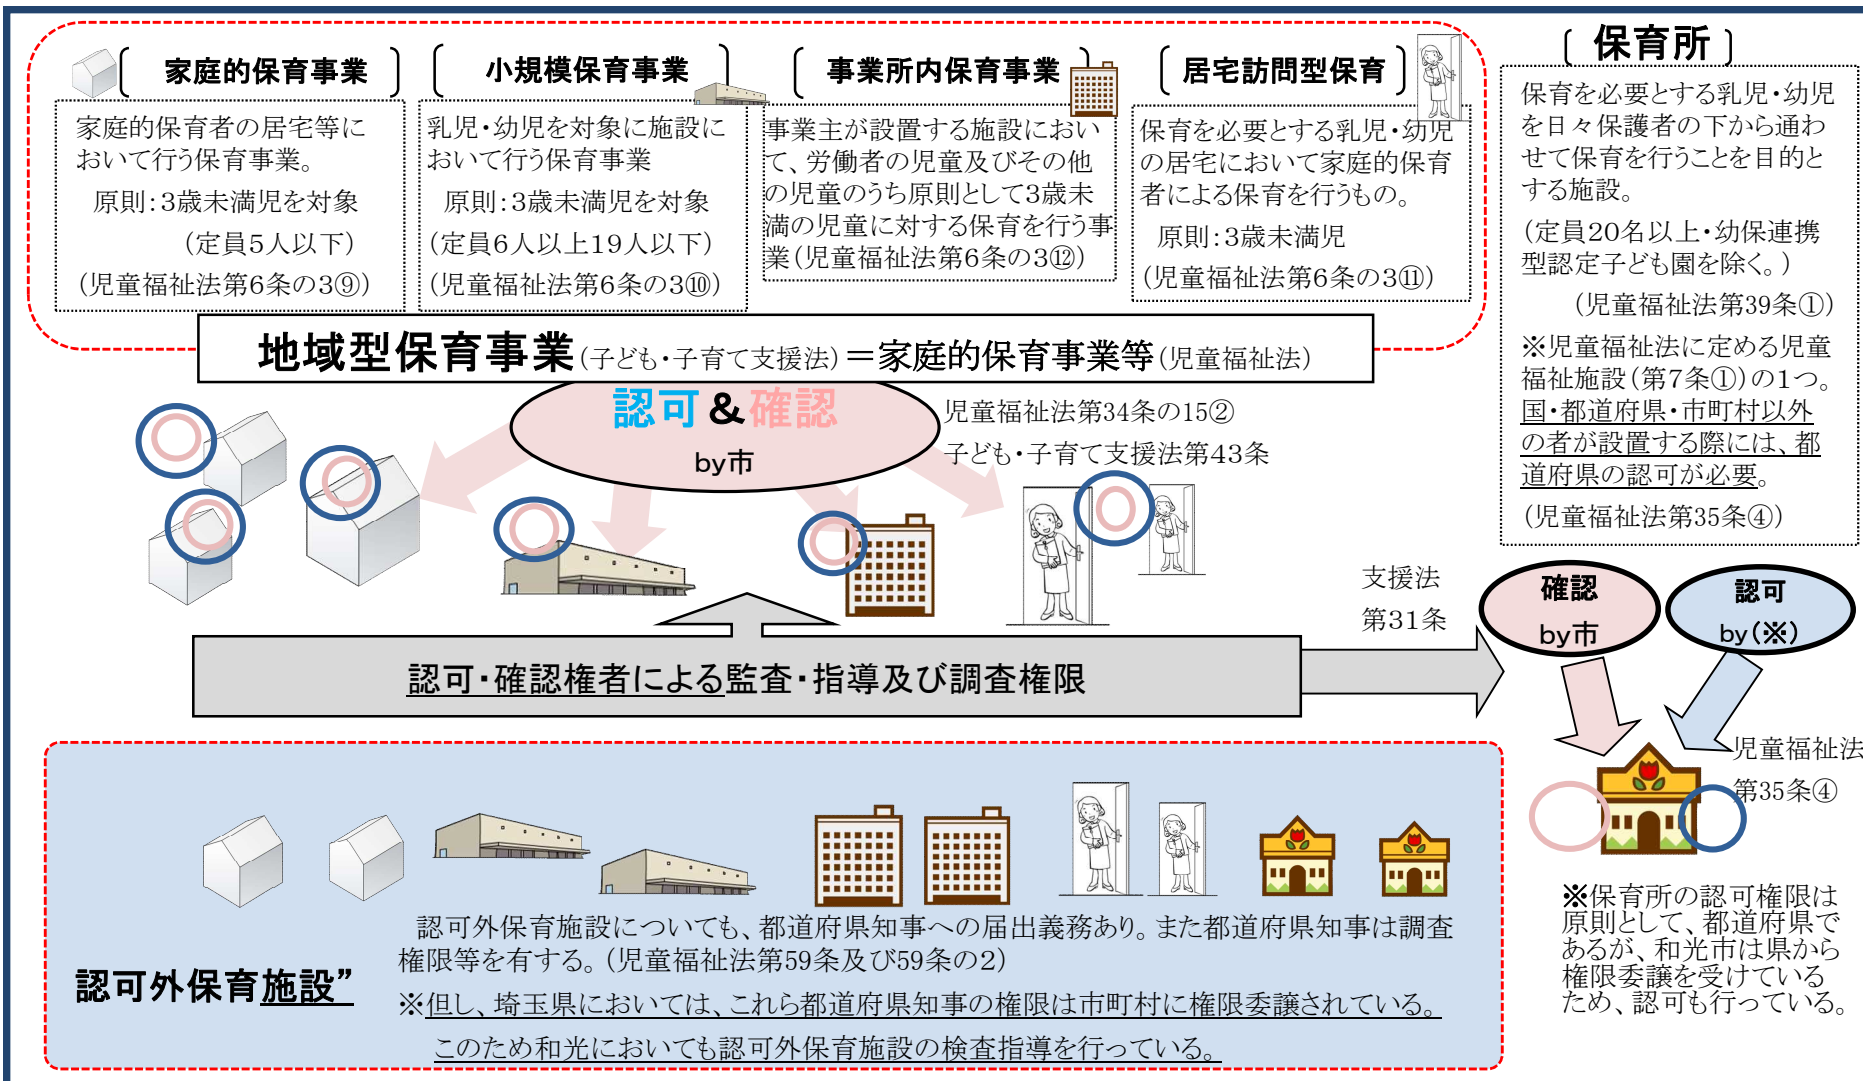 〔家庭的保育事業〕
家庭的保育者の居宅等に
おいて行う保育事業。
原則：３歳未満児を対象
（定員５人以下）
（児童福祉法第６条の３⑨）
〔小規模保育事業〕
乳児・幼児を対象に施設に
おいて行う保育事業
原則：３歳未満児を対象
（定員６人以上１９人以下）
（児童福祉法第６条の３⑩）
〔事業所内保育事業〕
事業主が設置する施設におい
て、労働者の児童及びその他
の児童のうち原則として３歳未
満の児童に対する保育を行う事
業（児童福祉法第６条の３⑫）
〔居宅訪問型保育〕
保育を必要とする乳児・幼児
の居宅において家庭的保育
者による保育を行うもの。
原則：３歳未満児
（児童福祉法第６条の３⑪）
〔保育所〕
保育を必要とする乳児・幼児
を日々保護者の下から通わ
せて保育を行うことを目的と
する施設。
（定員２０名以上・幼保連携
型認定子ども園を除く。）
（児童福祉法第39条①）
※児童福祉法に定める児童
福祉施設（第７条①）の１つ。
国・都道府県・市町村以外
の者が設置する際には、都
道府県の認可が必要。
（児童福祉法第35条④）
地域型保育事業（子ども・子育て支援法）＝家庭的保育事業等（児童福祉法）
認可＆確認
by市
児童福祉法第３４条の１５②
子ども・子育て支援法第４３条
支援法
第３１条
確認
by市
認可
by（※）
認可・確認権者による監査・指導及び調査権限
児童福祉法
第35条④
認可外保育施設”
認可外保育施設についても、都道府県知事への届出義務あり。また都道府県知事は調査
権限等を有する。（児童福祉法第59条及び59条の２）
※但し、埼玉県においては、これら都道府県知事の権限は市町村に権限委譲されている。
このため和光においても認可外保育施設の検査指導を行っている。
※保育所の認可権限は
原則として、都道府県で
あるが、和光市は県から
権限委譲を受けている
ため、認可も行っている。